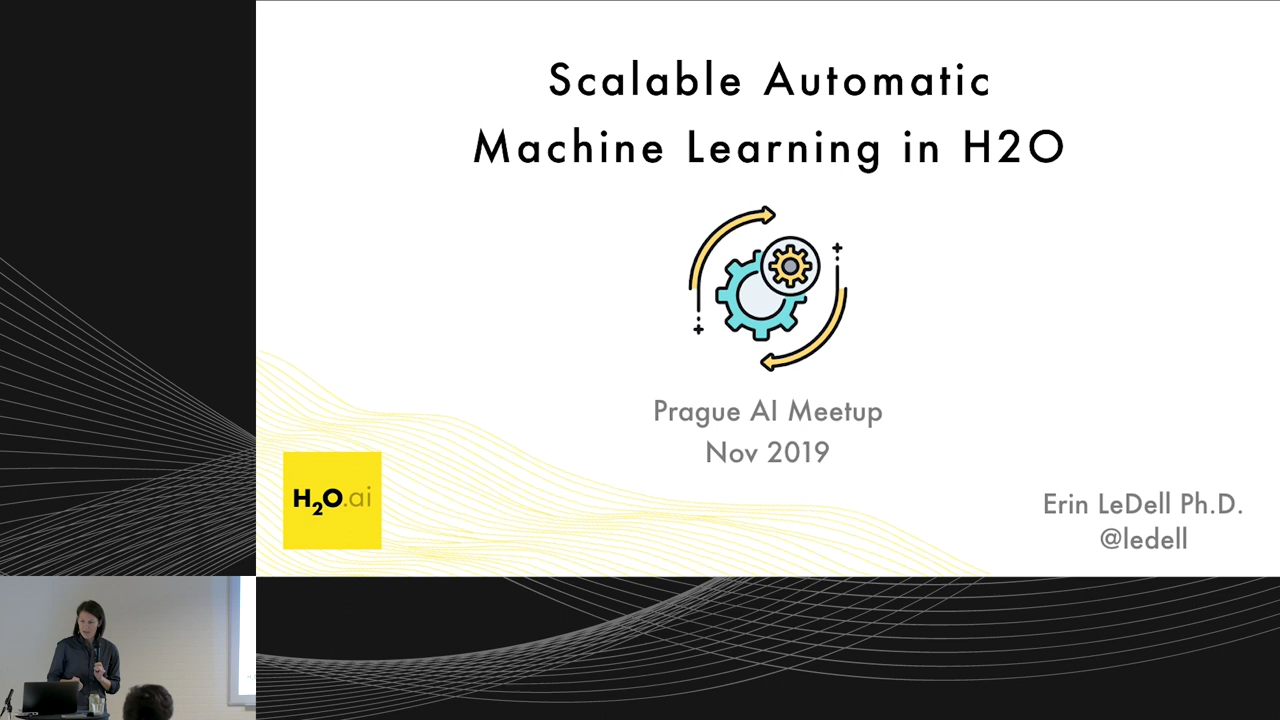 Scalable Automatic
Machine Learning in H2O
Prague AI Meetup
Nov 2019
H2O.ai
Erin LeDell Ph.D.
@ledell